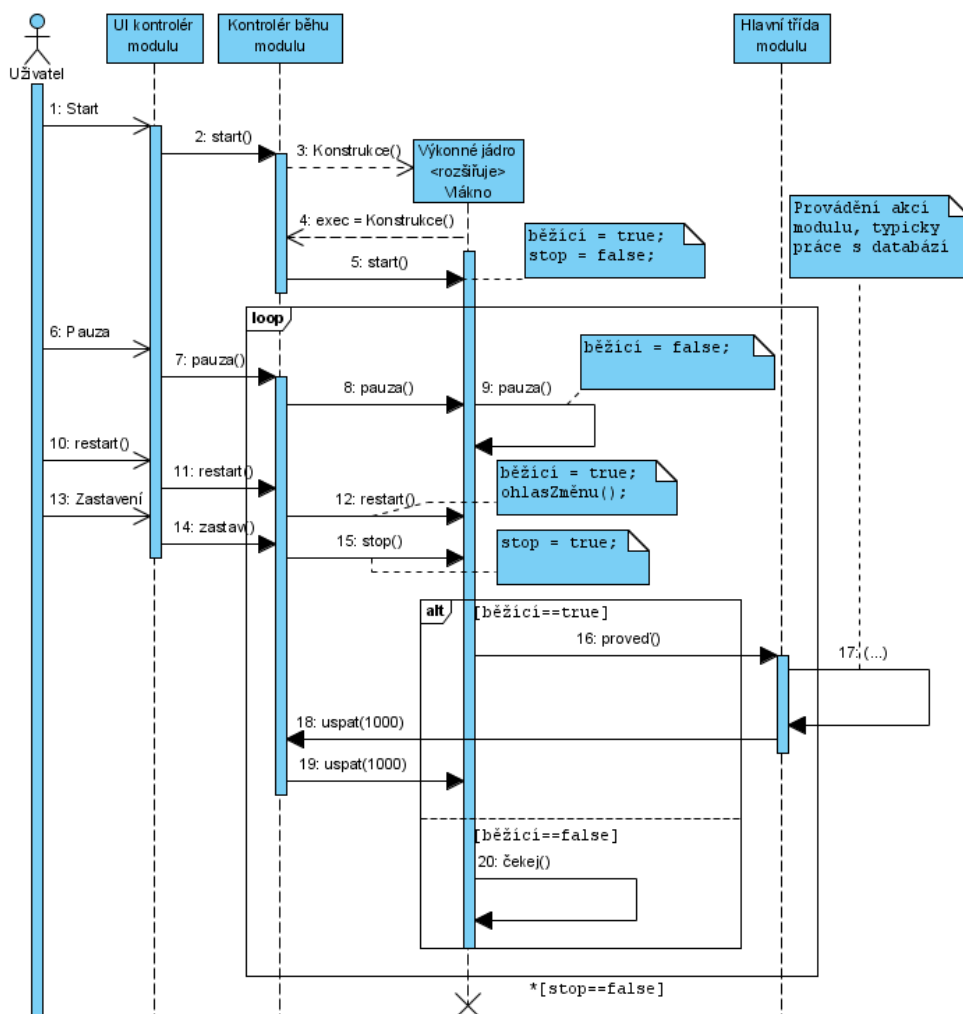 UI kontrolér
modulu
Kontrolér běhu
modulu
Hlavní třída
modulu
Uživatel
1: Start
2: start()
3: Konstrukce()
Výkonné jádro
<rozšiřuje>
Vlákno
4: exec = Konstrukce()
běžící = true;
stop = false;
Provádění akcí
modulu, typicky
práce s databází
5: start()
loop
6: Pauza
7: pauza()
běžící = false;
8: pauza()
9: pauza()
10: restart()
11: restart()
běžící = true;
ohlasZměnu();
12: restart()
13: Zastavení
14: zastav()
15: stop()
stop = true;
alt
[běžící==true]
16: proveď()
17: (...)
18: uspat(1000)
19: uspat(1000)
[běžící==false]
20: čekej()
*[stop==false]